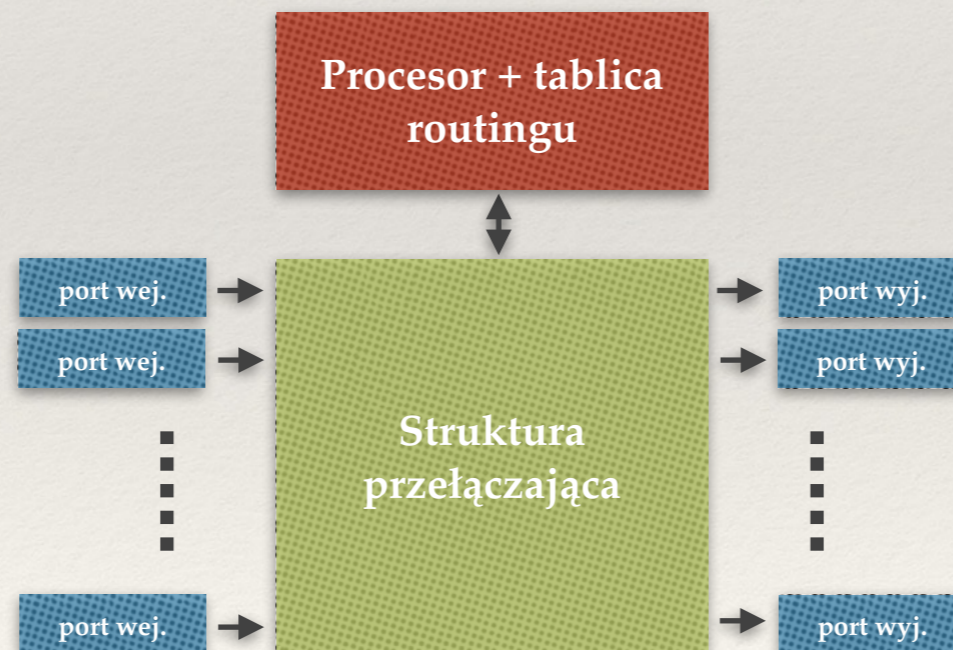 Procesor + tablica
routingu
port wej.
port wyj.
port wej.
port wyj.
Struktura
przełączająca
port wej.
port wyj.